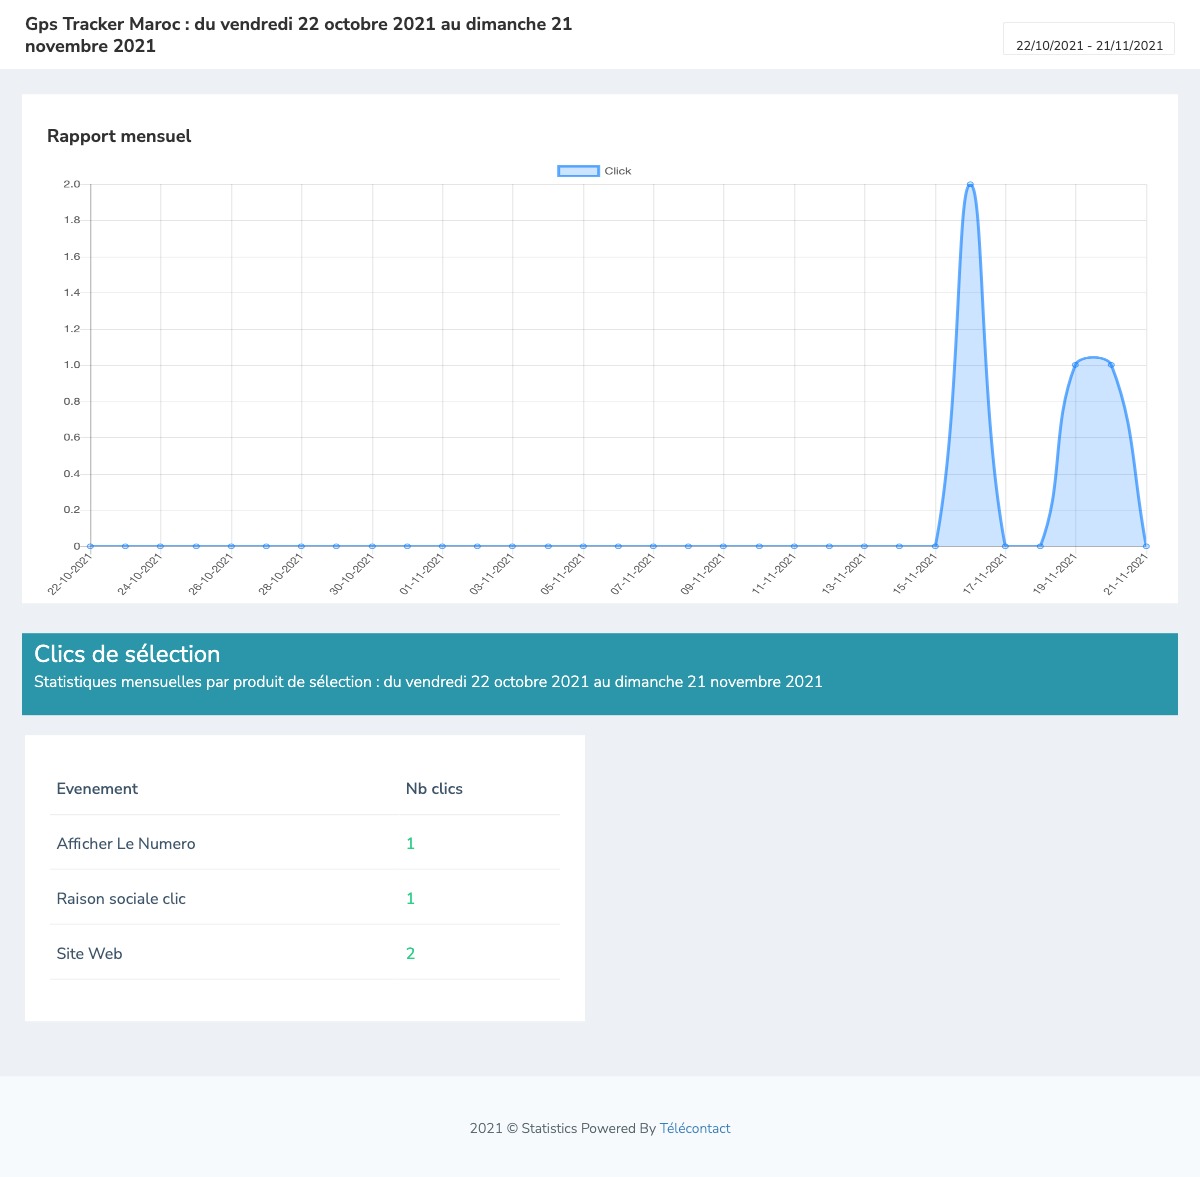 Gps Tracker Maroc : du vendredi 22 octobre 2021 au dimanche 21
novembre 2021
22/10/2021 - 21/11/2021
Rapport mensuel
Click
2.0
1.8
1.6
1.4
1.2
1.0
0.8
0.6
0.4
0.2
0
22-10-2021
24-10-2021
26-10-2021
28-10-2021
30-10-2021
01-11-2021
03-11-2021
05-11-2021
07-11-2021
09-11-2021
11-11-2021
13-11-2021
15-11-2021
17-11-2021
19-11-2021
21-11-2021
Clics de sélection
Statistiques mensuelles par produit de sélection : du vendredi 22 octobre 2021 au dimanche 21 novembre 2021
Evenement Nb clics
Afficher Le Numero 1
Raison sociale clic 1
Site Web 2
2021 © Statistics Powered By Télécontact